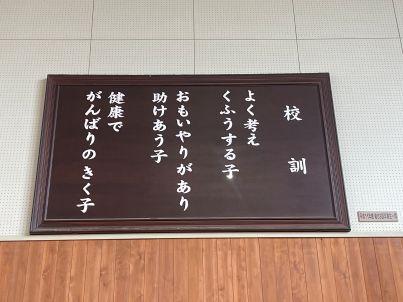 校訓
よく考え
くふうする子
おもいやりがあり
助けあう子
健康で
がんばりのきく子